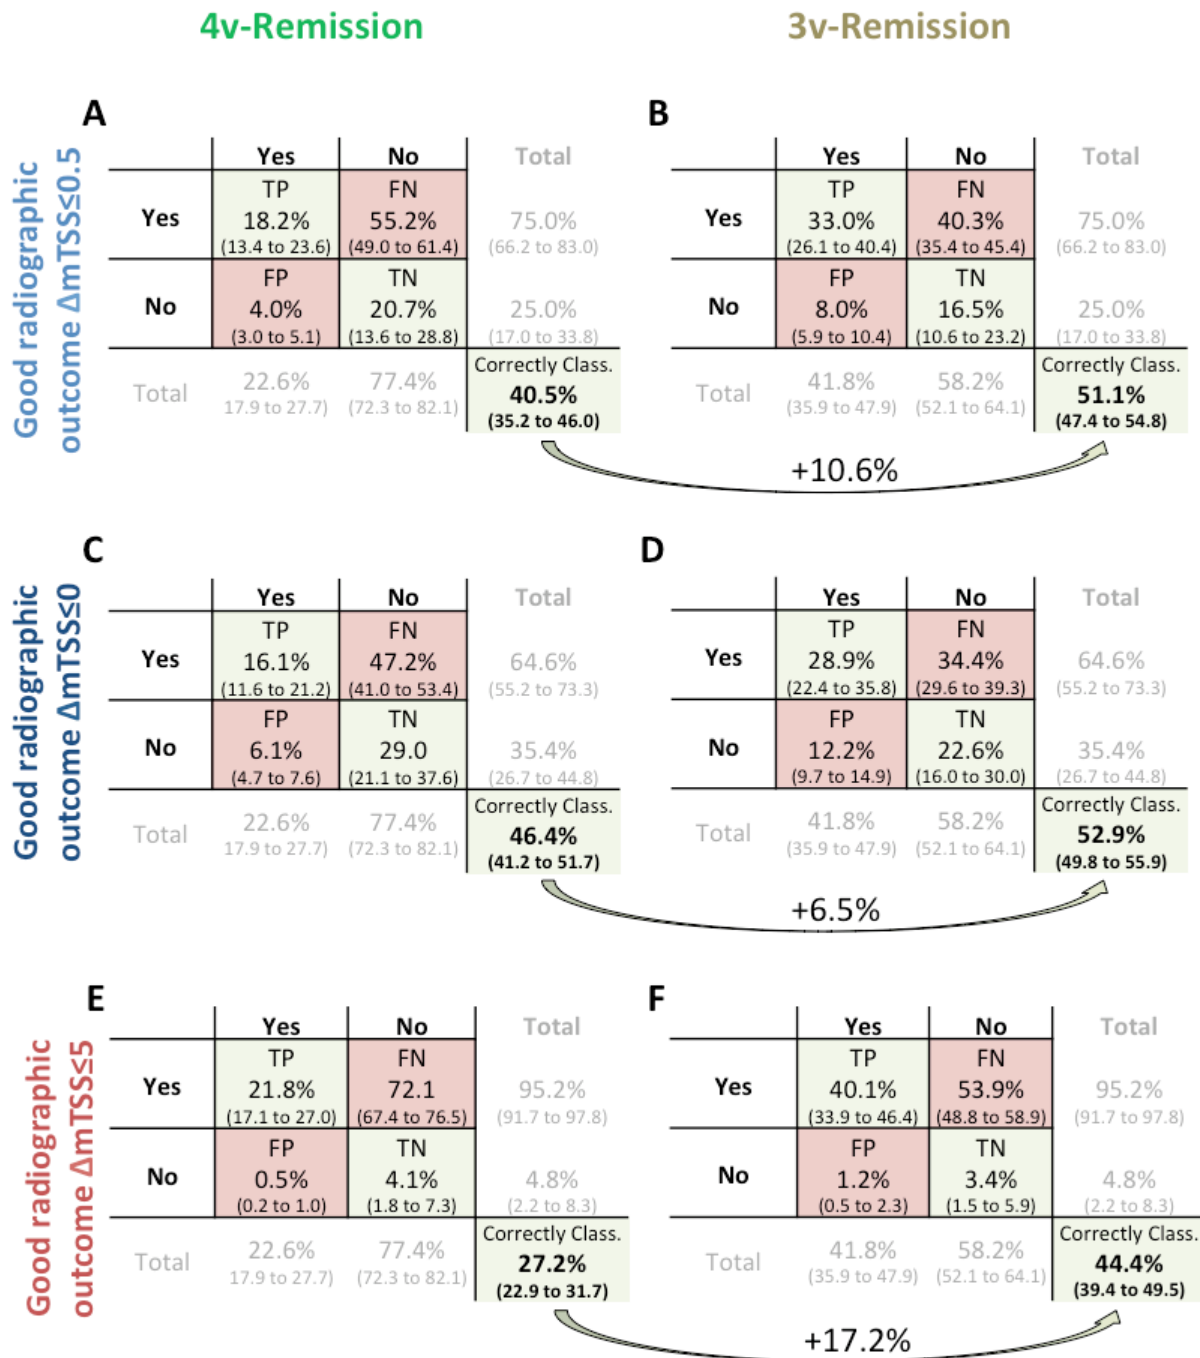 4v-Remission
3v-Remission
Good radiographic
outcome ΔmTSS≤0.5
A
Yes No Total
TP FN
Yes 18.2% 55.2% 75.0%
(13.4 to 23.6) (49.0 to 61.4) (66.2 to 83.0)
FP TN
No 4.0% 20.7% 25.0%
(3.0 to 5.1) (13.6 to 28.8) (17.0 to 33.8)
Correctly Class.
Total 22.6% 77.4% 40.5%
17.9 to 27.7) (72.3 to 82.1) (35.2 to 46.0)
B
Yes No Total
TP FN
Yes 33.0% 40.3% 75.0%
(26.1 to 40.4) (35.4 to 45.4) (66.2 to 83.0)
FP TN
No 8.0% 16.5% 25.0%
(5.9 to 10.4) (10.6 to 23.2) (17.0 to 33.8)
Correctly Class.
Total 41.8% 58.2% 51.1%
(35.9 to 47.9) (52.1 to 64.1) (47.4 to 54.8)
+10.6%
Good radiographic
outcome ΔmTSS≤0
C
Yes No Total
TP FN
Yes 16.1% 47.2% 64.6%
(11.6 to 21.2) (41.0 to 53.4) (55.2 to 73.3)
FP TN
No 6.1% 29.0 35.4%
(4.7 to 7.6) (21.1 to 37.6) (26.7 to 44.8)
Correctly Class.
Total 22.6% 77.4% 46.4%
17.9 to 27.7) (72.3 to 82.1) (41.2 to 51.7)
D
Yes No Total
TP FN
Yes 28.9% 34.4% 64.6%
(22.4 to 35.8) (29.6 to 39.3) (55.2 to 73.3)
FP TN
No 12.2% 22.6% 35.4%
(9.7 to 14.9) (16.0 to 30.0) (26.7 to 44.8)
Correctly Class.
Total 41.8% 58.2% 52.9%
(35.9 to 47.9) (52.1 to 64.1) (49.8 to 55.9)
+6.5%
Good radiographic
outcome ΔmTSS≤5
E
Yes No Total
TP FN
Yes 21.8% 72.1 95.2%
(17.1 to 27.0) (67.4 to 76.5) (91.7 to 97.8)
FP TN
No 0.5% 4.1% 4.8%
(0.2 to 1.0) (1.8 to 7.3) (2.2 to 8.3)
Correctly Class.
Total 22.6% 77.4% 27.2%
17.9 to 27.7) (72.3 to 82.1) (22.9 to 31.7)
F
Yes No Total
TP FN
Yes 40.1% 53.9% 95.2%
(33.9 to 46.4) (48.8 to 58.9) (91.7 to 97.8)
FP TN
No 1.2% 3.4% 4.8%
(0.5 to 2.3) (1.5 to 5.9) (2.2 to 8.3)
Correctly Class.
Total 41.8% 58.2% 44.4%
(35.9 to 47.9) (52.1 to 64.1) (39.4 to 49.5)
+17.2%